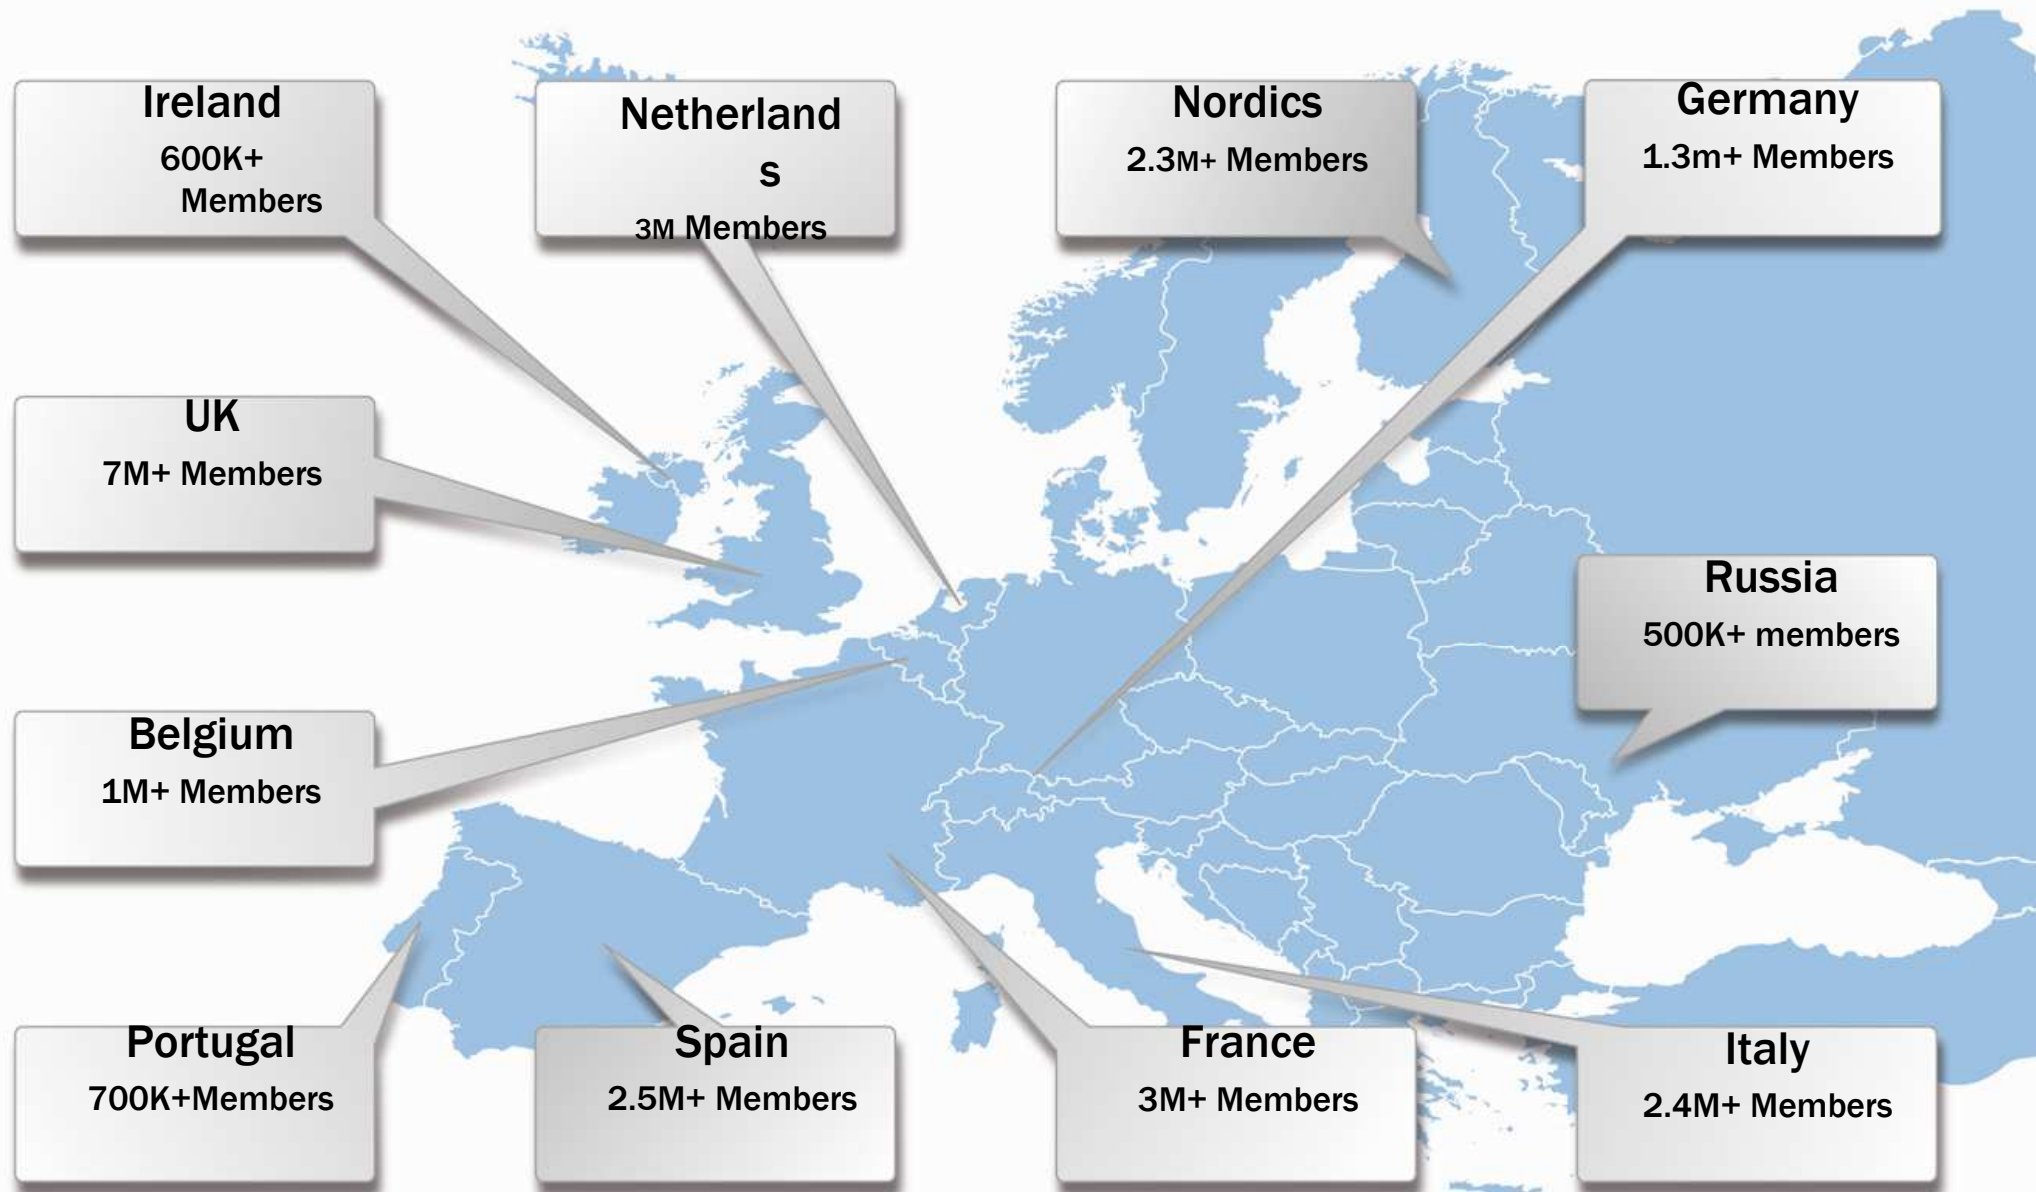 Ireland
600K+
Members
Netherland
s
3M Members
Nordics
2.3M+ Members
Germany
1.3m+ Members
UK
7M+ Members
Russia
500K+ members
Belgium
1M+ Members
Portugal
700K+Members
Spain
2.5M+ Members
France
3M+ Members
Italy
2.4M+ Members